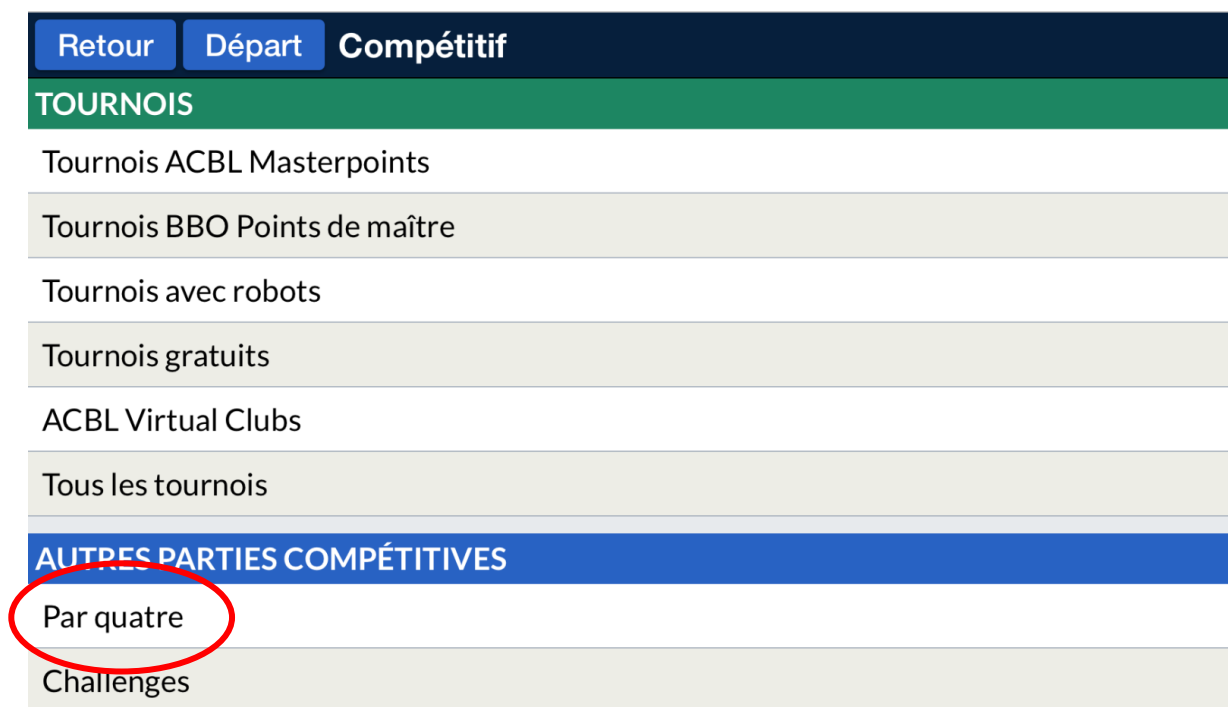 Retour Départ Compétitif
TOURNOIS
Tournois ACBL Masterpoints
Tournois BBO Points de maître
Tournois avec robots
Tournois gratuits
ACBL Virtual Clubs
Tous les tournois
AUTRES PARTIES COMPÉTITIVES
Par quatre
Challenges